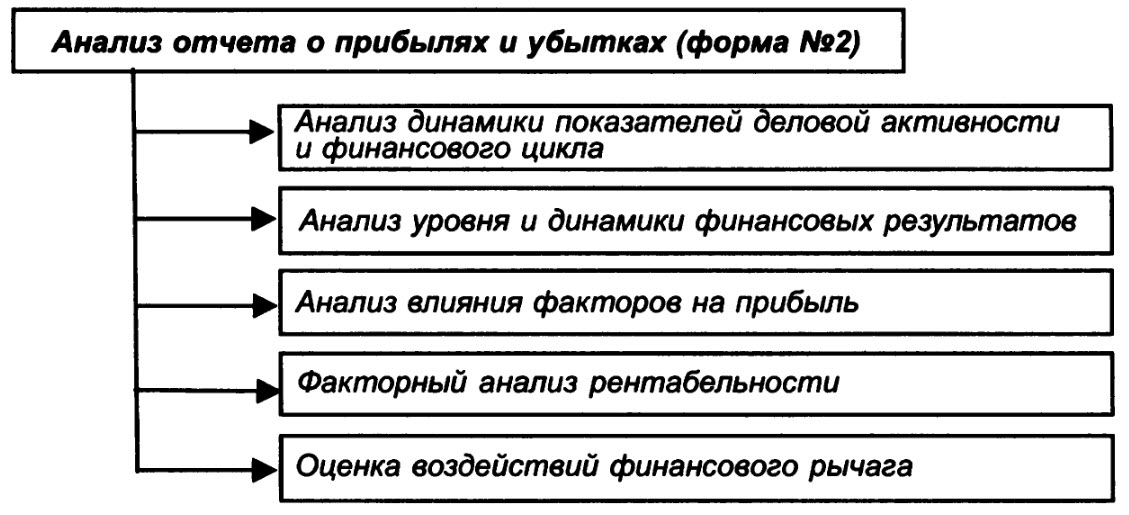 Анализ отчета о прибылях и убытках (форма №2)
Анализ динамики показателей деловой активности
и финансового цикла
Анализ уровня и динамики финансовых результатов
Анализ влияния факторов на прибыль
Факторный анализ рентабельности
Оценка воздействий финансового рычага